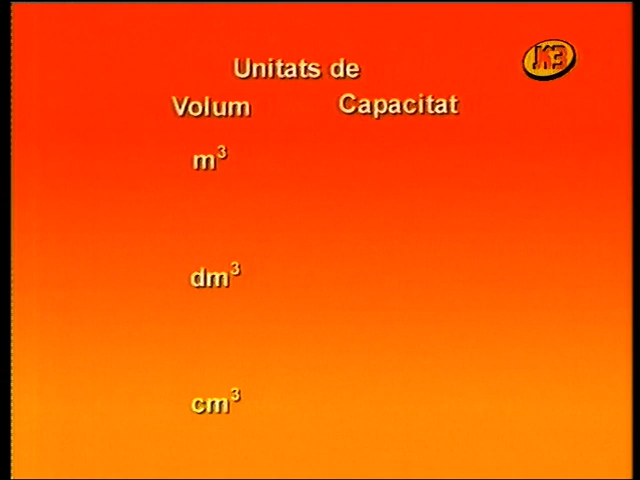 K3
Unitats de
Volum Capacitat
m³
dm³
cm³